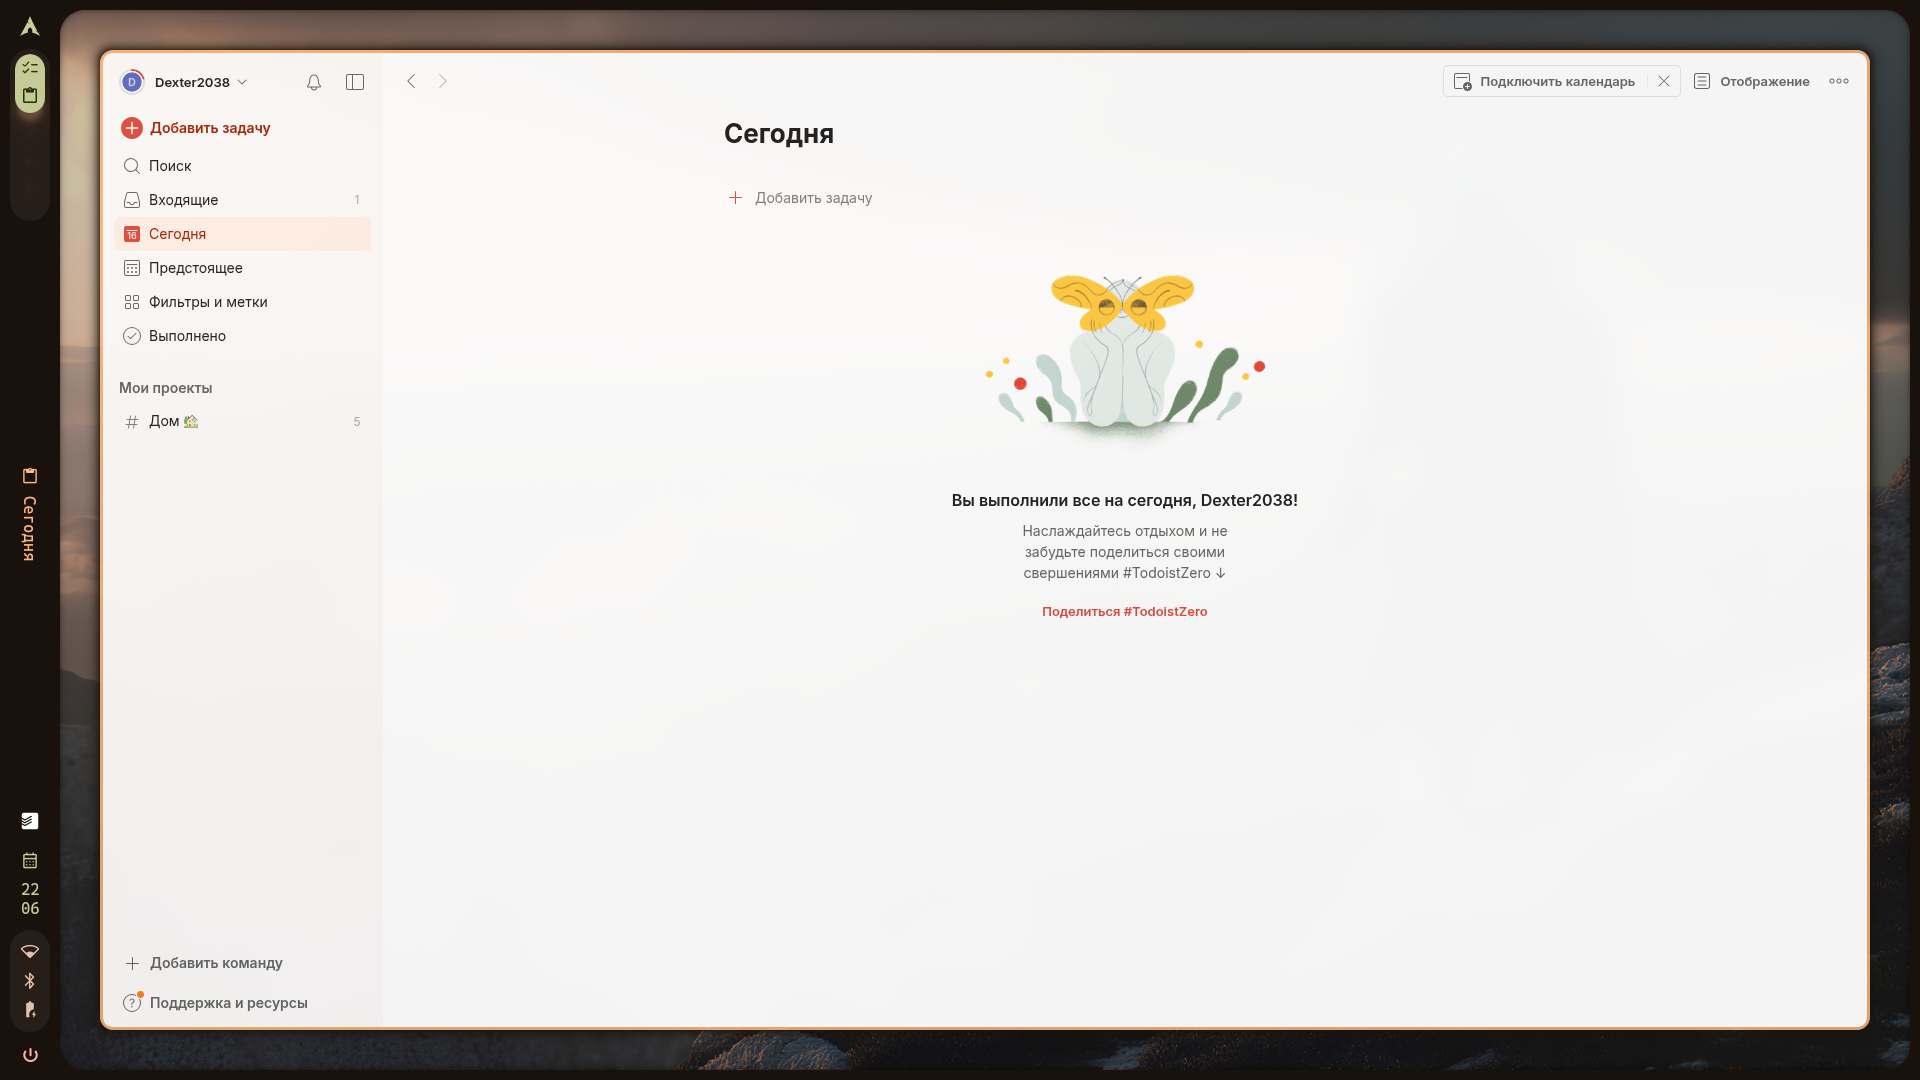 Dexter2038
Подключить календарь
Отображение
D
Добавить задачу
Поиск
Входящие 1
16
Сегодня
Предстоящее
Фильтры и метки
Выполнено
Мои проекты
# Дом 🏡 5
Сегодня
Добавить задачу
Вы выполнили все на сегодня, Dexter2038!
Наслаждайтесь отдыхом и не
забудьте поделиться своими
свершениями #TodoistZero ↓
Поделиться #TodoistZero
Добавить команду
Поддержка и ресурсы
Сегодня
22
06